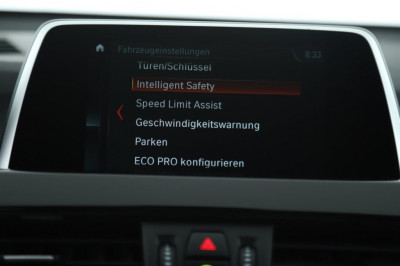 Fahrzeugeinstellungen
8:33
Türen/Schlüssel
Intelligent Safety
Speed Limit Assist
Geschwindigkeitswarnung
Parken
ECO PRO konfigurieren